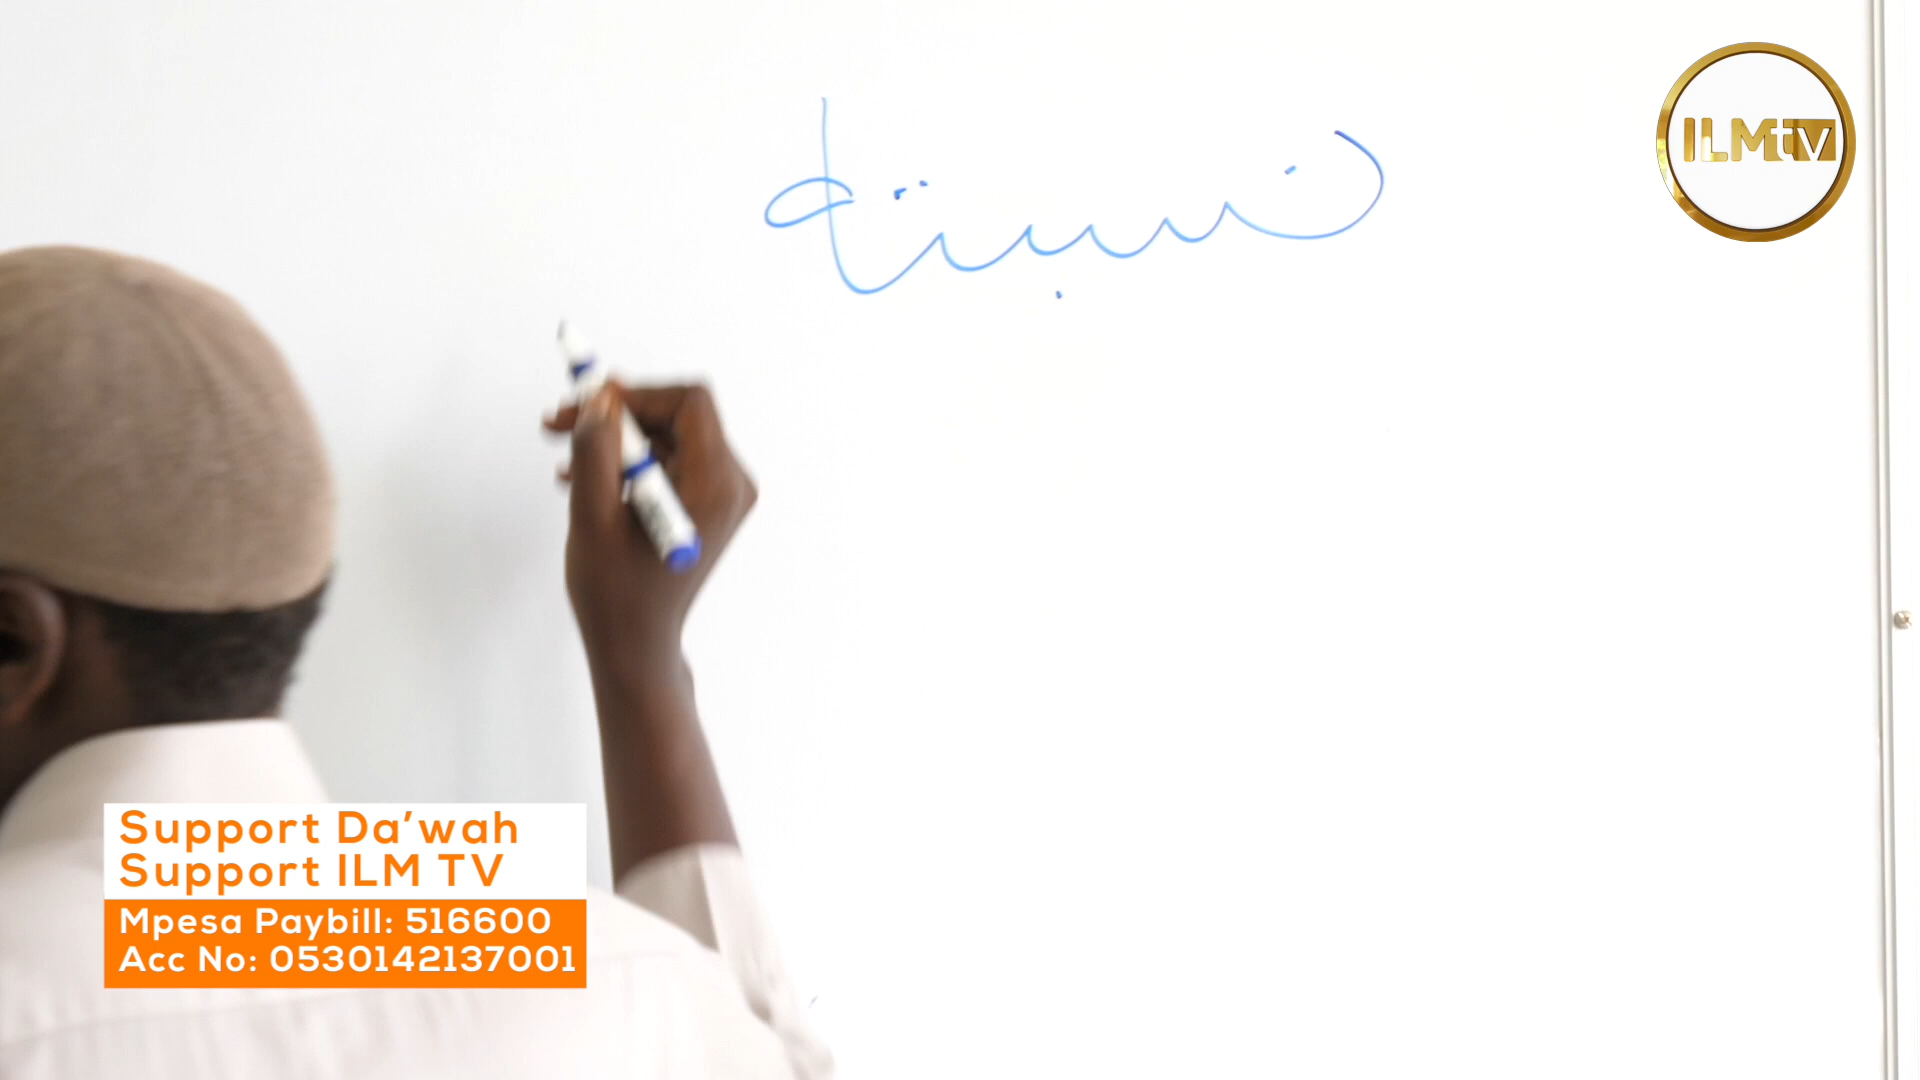 ILMtv
Support Da'wah
Support ILM TV
Mpesa Paybill: 516600
Acc No: 0530142137001